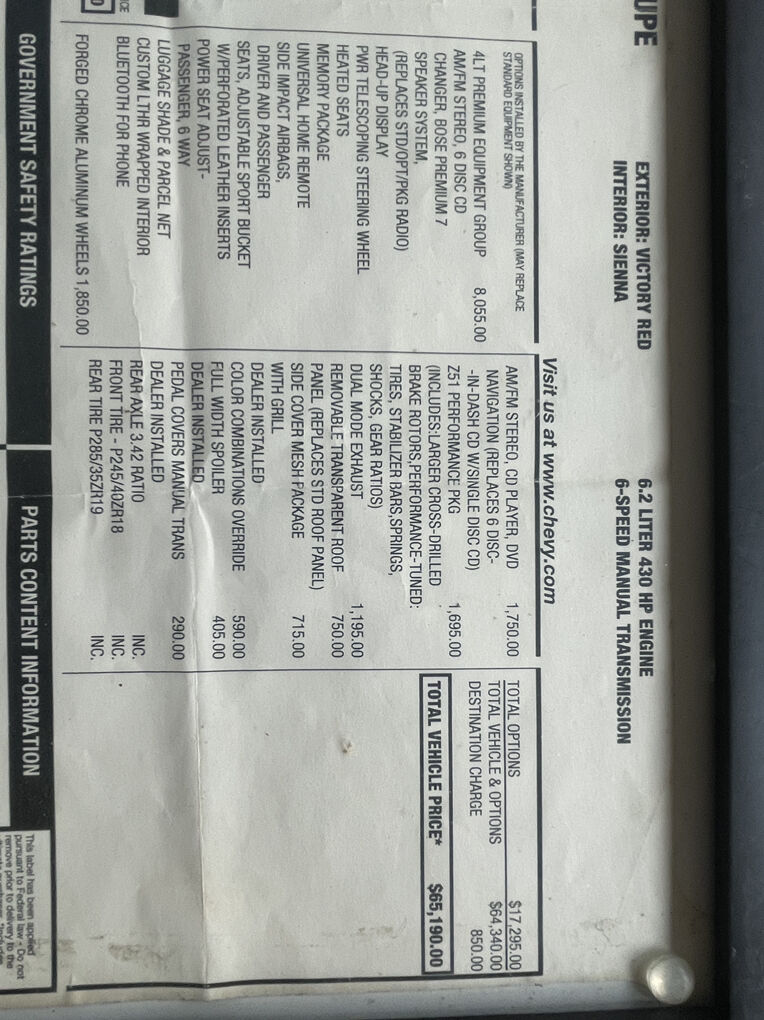 UPE
EXTERIOR: VICTORY RED
INTERIOR: SIENNA
6.2 LITER 430 HP ENGINE
6-SPEED MANUAL TRANSMISSION
Visit us at www.chevy.com
OPTIONS INSTALLED BY THE MANUFACTURER (MAY REPLACE
STANDARD EQUIPMENT SHOWN)
4LT PREMIUM EQUIPMENT GROUP 8,055.00
AM/FM STEREO, 6 DISC CD
CHANGER, BOSE PREMIUM 7
SPEAKER SYSTEM,
(REPLACES STD/OPT/PKG RADIO)
HEAD-UP DISPLAY
PWR TELESCOPING STEERING WHEEL
HEATED SEATS
MEMORY PACKAGE
UNIVERSAL HOME REMOTE
SIDE IMPACT AIRBAGS,
DRIVER AND PASSENGER
SEATS, ADJUSTABLE SPORT BUCKET
W/PERFORATED LEATHER INSERTS
POWER SEAT ADJUST-
PASSENGER, 6 WAY
LUGGAGE SHADE & PARCEL NET
CUSTOM LTHR WRAPPED INTERIOR
BLUETOOTH FOR PHONE
FORGED CHROME ALUMINUM WHEELS 1,850.00
AM/FM STEREO, CD PLAYER, DVD 1,750.00
NAVIGATION (REPLACES 6 DISC-
-IN-DASH CD W/SINGLE DISC CD)
Z51 PERFORMANCE PKG 1,695.00
(INCLUDES:LARGER CROSS-DRILLED
BRAKE ROTORS,PERFORMANCE-TUNED:
TIRES, STABILIZER BARS,SPRINGS,
SHOCKS, GEAR RATIOS)
DUAL MODE EXHAUST 1,195.00
REMOVABLE TRANSPARENT ROOF 750.00
PANEL (REPLACES STD ROOF PANEL)
SIDE COVER MESH PACKAGE 715.00
WITH GRILL
DEALER INSTALLED
COLOR COMBINATIONS OVERRIDE 590.00
FULL WIDTH SPOILER 405.00
DEALER INSTALLED
PEDAL COVERS MANUAL TRANS 290.00
DEALER INSTALLED
REAR AXLE 3.42 RATIO INC.
FRONT TIRE - P245/40ZR18 INC.
REAR TIRE P285/35ZR19 INC.
TOTAL OPTIONS $17,295.00
TOTAL VEHICLE & OPTIONS $64,340.00
DESTINATION CHARGE 850.00
TOTAL VEHICLE PRICE* $65,190.00
GOVERNMENT SAFETY RATINGS
PARTS CONTENT INFORMATION
This label has been applied
pursuant to Federal law - Do not
remove prior to delivery to the